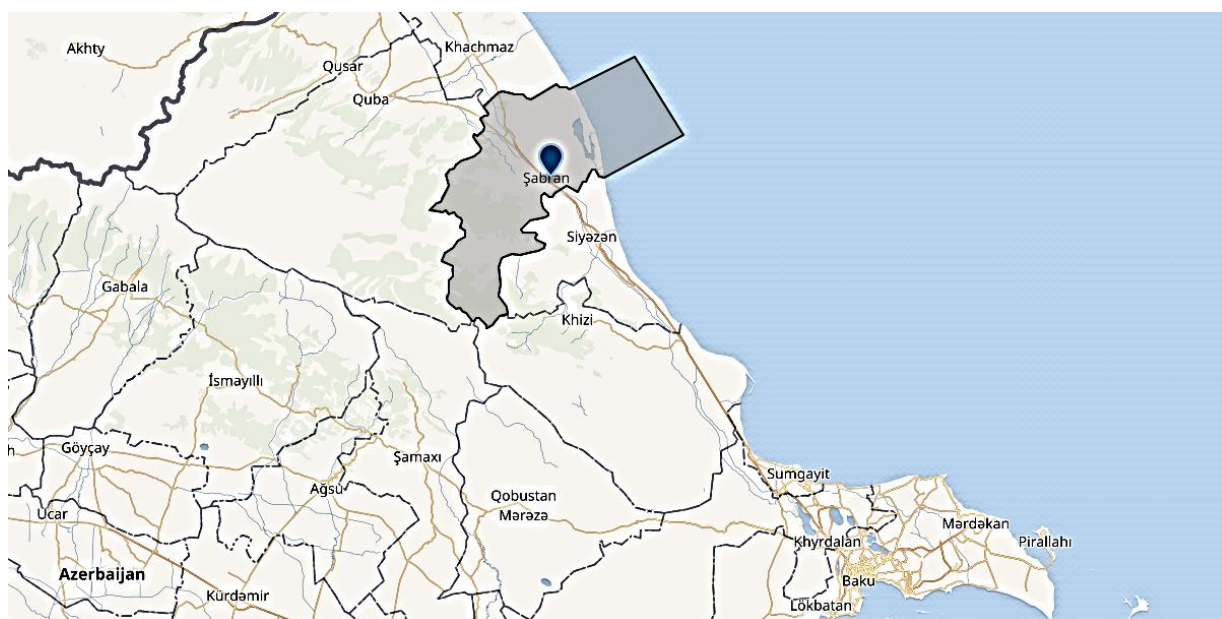 Akhty
Khachmaz
Qusar
Quba
Şabran
Siyəzən
Gabala
Khizi
İsmayıllı
Göyçay
h
Şamaxı
Sumgayit
Ağsu
Qobustan
Mərəzə
Ucar
Mərdəkan
Khyrdalan
Pirallahı
Azerbaijan
Baku
Kürdəmir
Lökbatan